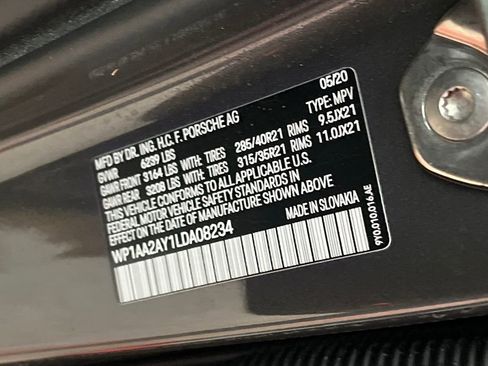 MFD BY DR. ING. H.C. F. PORSCHE AG 05/20
GVWR 6239 LBS TYPE: MPV
GAWR FRONT 3164 LBS WITH: TIRES 285/40R21 RIMS 9.5JX21
GAWR REAR 3208 LBS WITH: TIRES 315/35R21 RIMS 11.0JX21
THIS VEHICLE CONFORMS TO ALL APPLICABLE U.S.
FEDERAL MOTOR VEHICLE SAFETY STANDARDS IN
EFFECT ON THE DATE OF MANUFACTURE SHOWN ABOVE.
WP1AA2AY1LDA08234 MADE IN SLOVAKIA
9Y0.010.016.AE